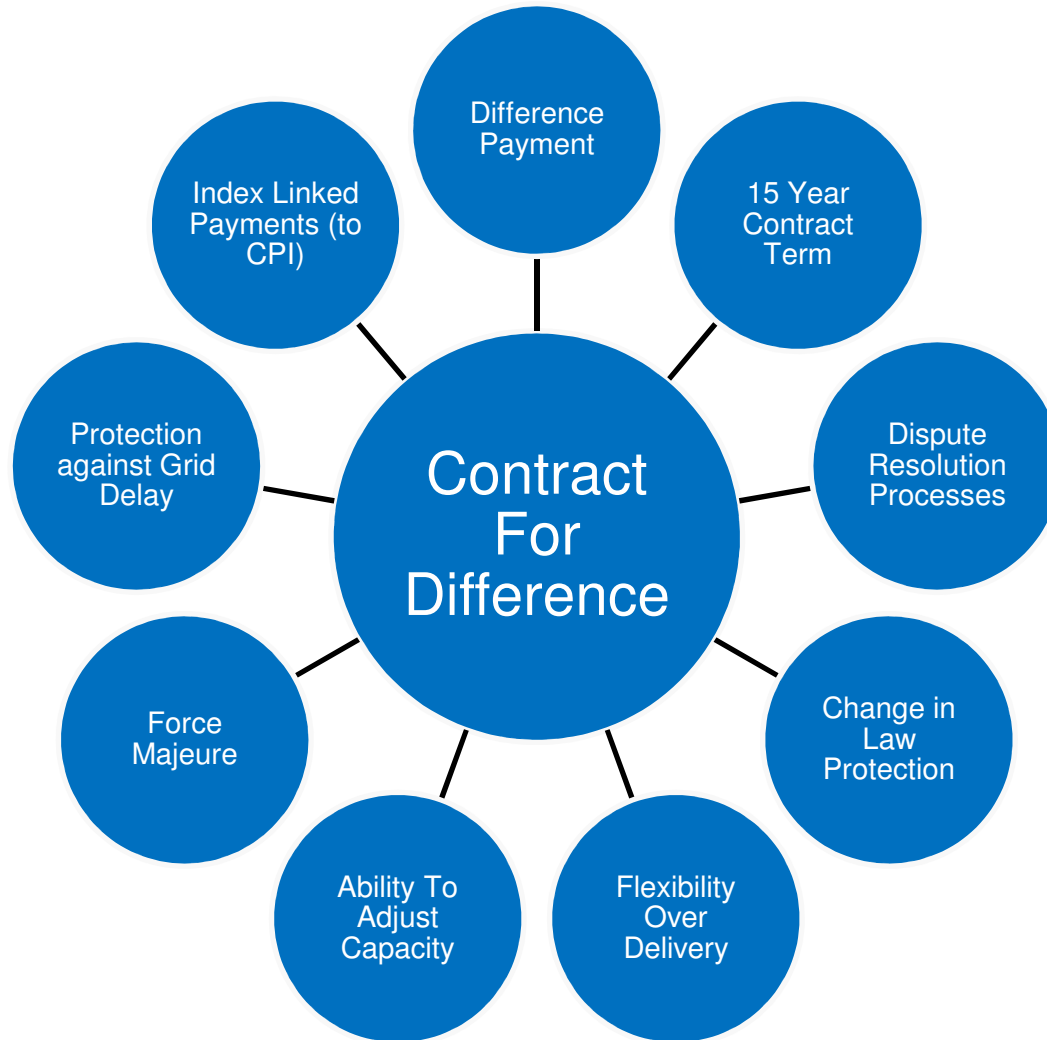 Difference
Payment
15 Year
Contract
Term
Dispute
Resolution
Processes
Change in
Law
Protection
Flexibility
Over
Delivery
Ability To
Adjust
Capacity
Force
Majeure
Protection
against Grid
Delay
Index Linked
Payments (to
CPI)
Contract
For
Difference